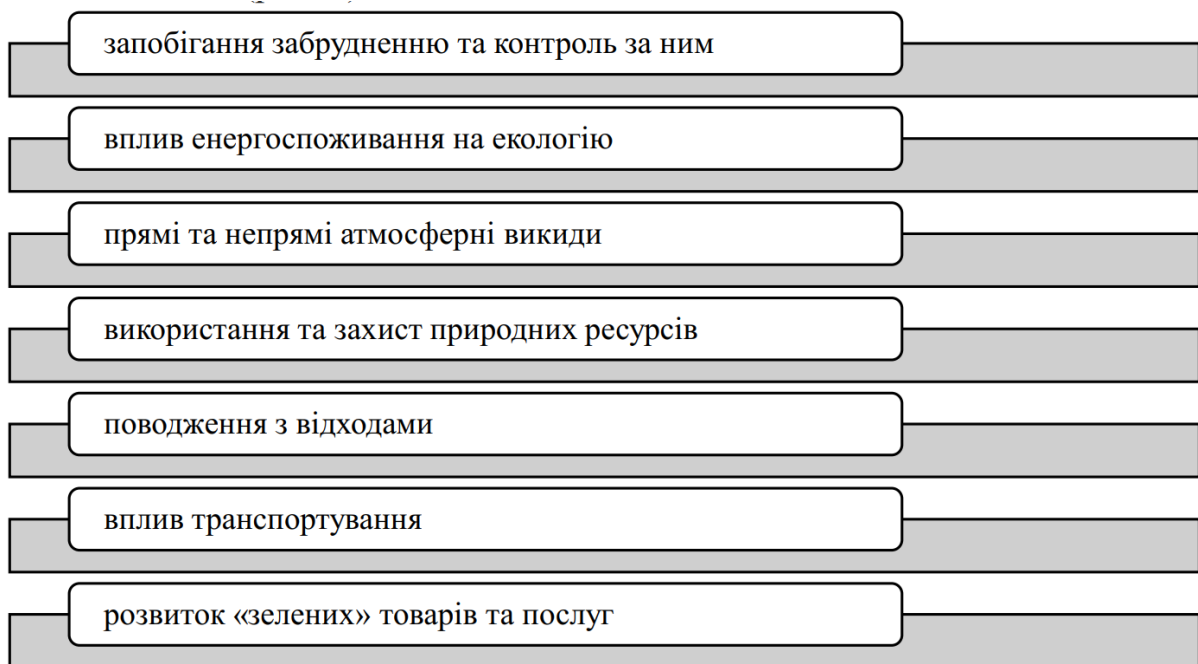 запобігання забрудненню та контроль за ним
вплив енергоспоживання на екологію
прямі та непрямі атмосферні викиди
використання та захист природних ресурсів
поводження з відходами
вплив транспортування
розвиток «зелених» товарів та послуг